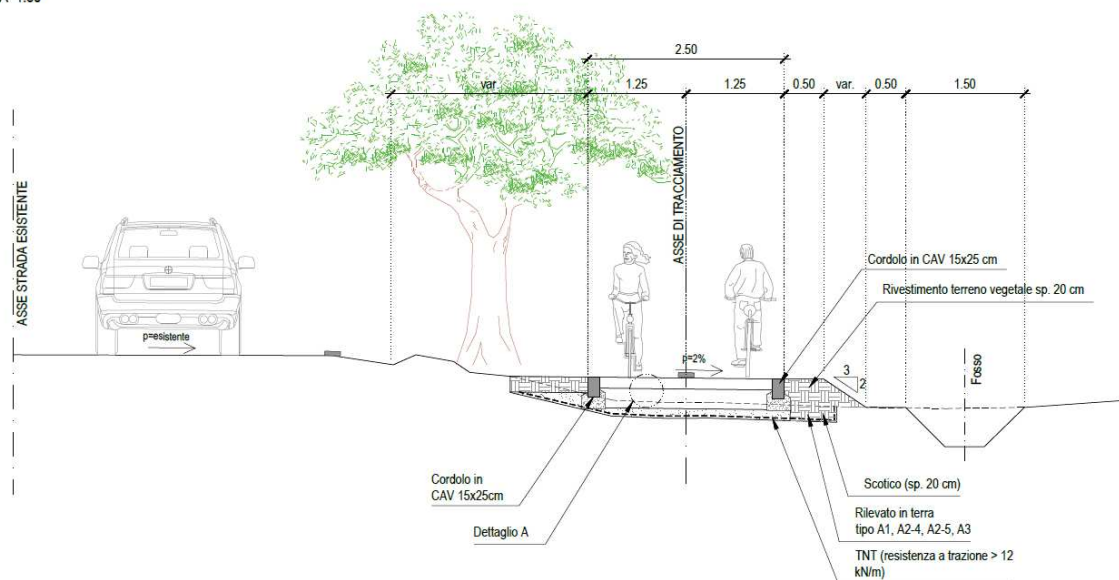 2.50
var
1.25
1.25
0.50
var.
0.50
1.50
ASSE STRADA ESISTENTE
ASSE DI TRACCIAMENTO
Cordolo in CAV 15x25 cm
Rivestimento terreno vegetale sp. 20 cm
p=esistente
p=2%
3
2
Fosso
Cordolo in
CAV 15x25cm
Dettaglio A
Scotico (sp. 20 cm)
Rilevato in terra
tipo A1, A2-4, A2-5, A3
TNT (resistenza a trazione > 12
kN/m)